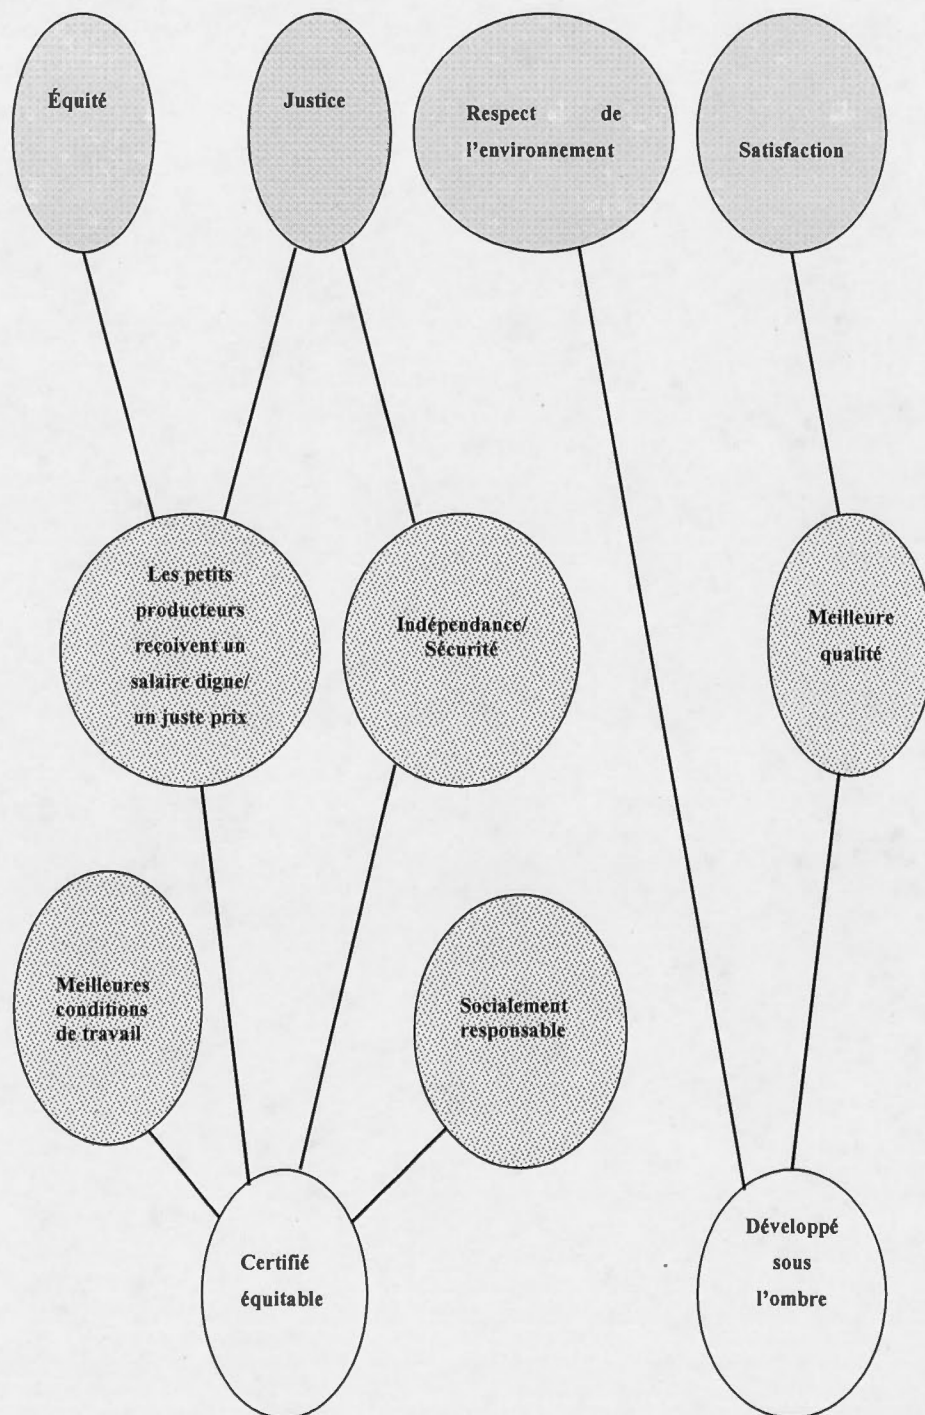 Équité
Justice
Respect de
l'environnement
Satisfaction
Les petits
producteurs
reçoivent un
salaire digne/
un juste prix
Indépendance/
Sécurité
Meilleure
qualité
Meilleures
conditions
de travail
Socialement
responsable
Certifié
équitable
Développé
sous
l'ombre